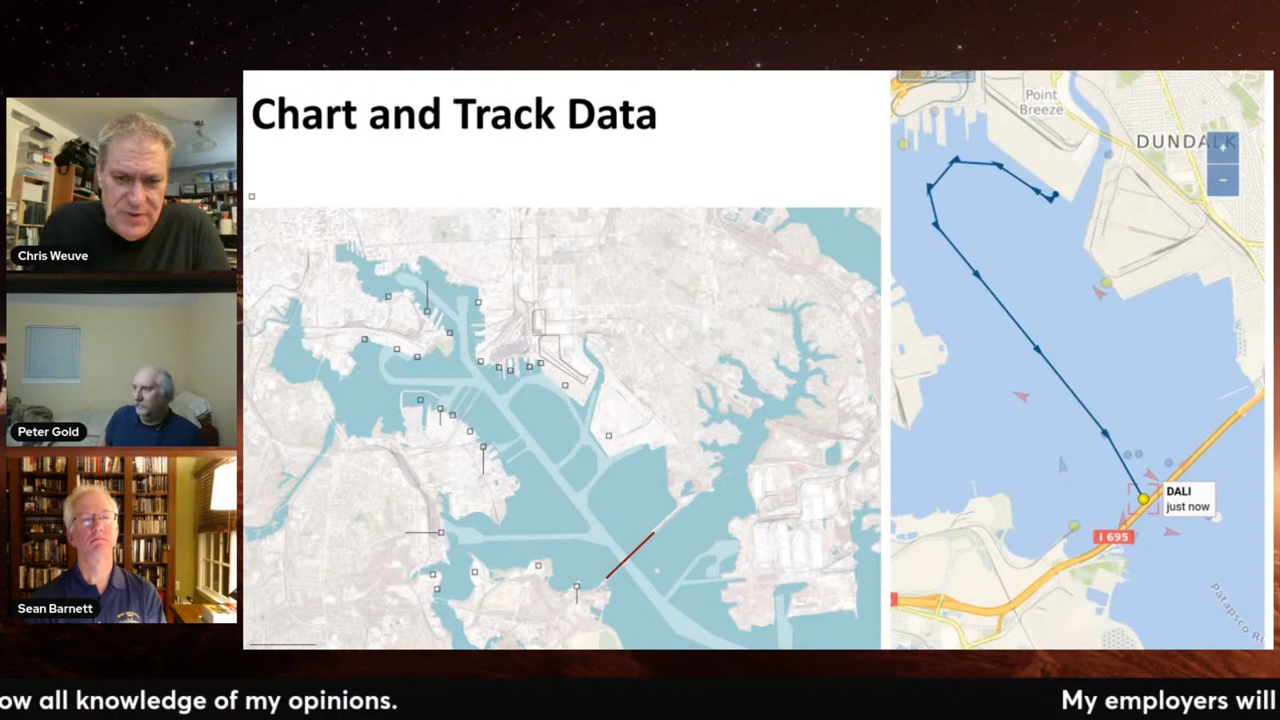 Chart and Track Data
Chris Weuve
Peter Gold
Sean Barnett
Point
Breeze
DUNDALK
+
−
DALI
just now
I 695
Patapsco
ow all knowledge of my opinions.
My employers will